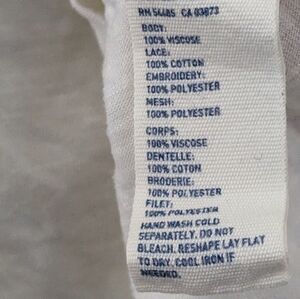 RN 54485 CA 03873
BODY:
100% VISCOSE
LACE:
100% COTTON
EMBROIDERY:
100% POLYESTER
MESH:
100% POLYESTER
CORPS:
100% VISCOSE
DENTELLE:
100% COTON
BRODERIE:
100% POLYESTER
FILET:
100% POLYESTER
HAND WASH COLD
SEPARATELY. DO NOT
BLEACH. RESHAPE LAY FLAT
TO DRY. COOL IRON IF
NEEDED.